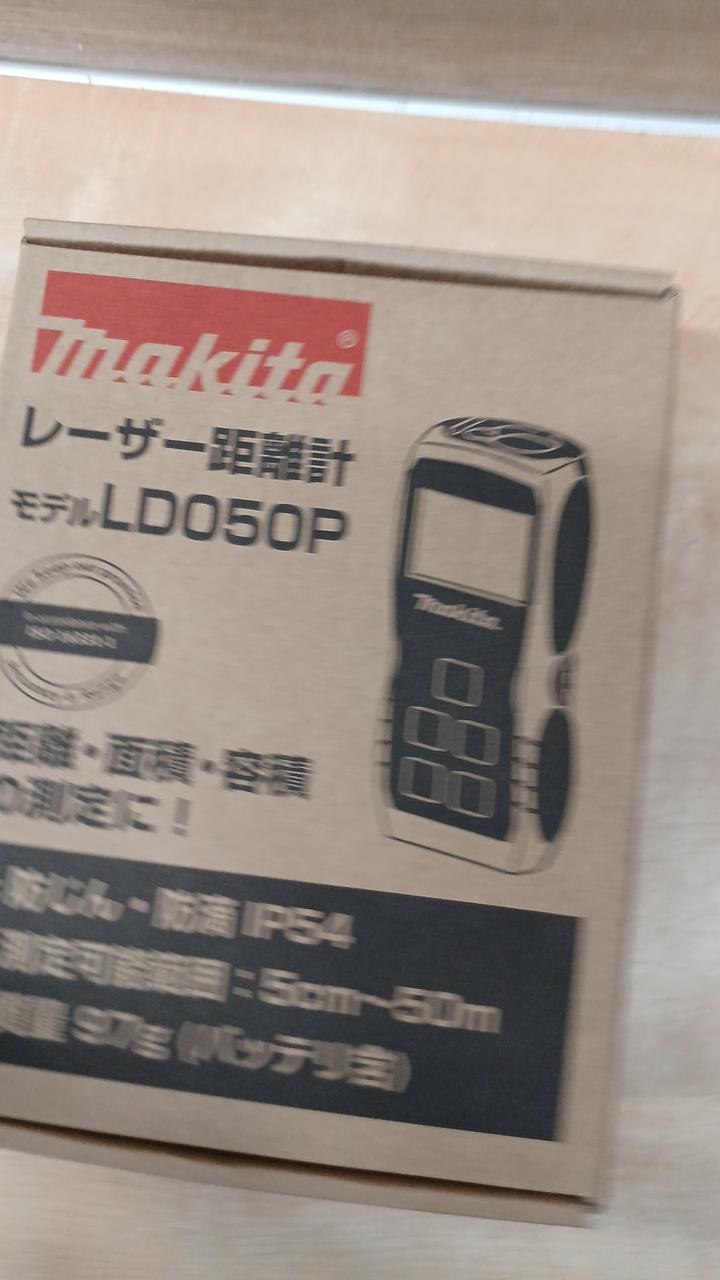 makita®
レーザー距離計
モデルLD050P
距離・面積・容積
の測定に！
Makita
防じん・防滴 IP54
測定可能範囲：5cm~50m
質量 97g (バッテリ含)